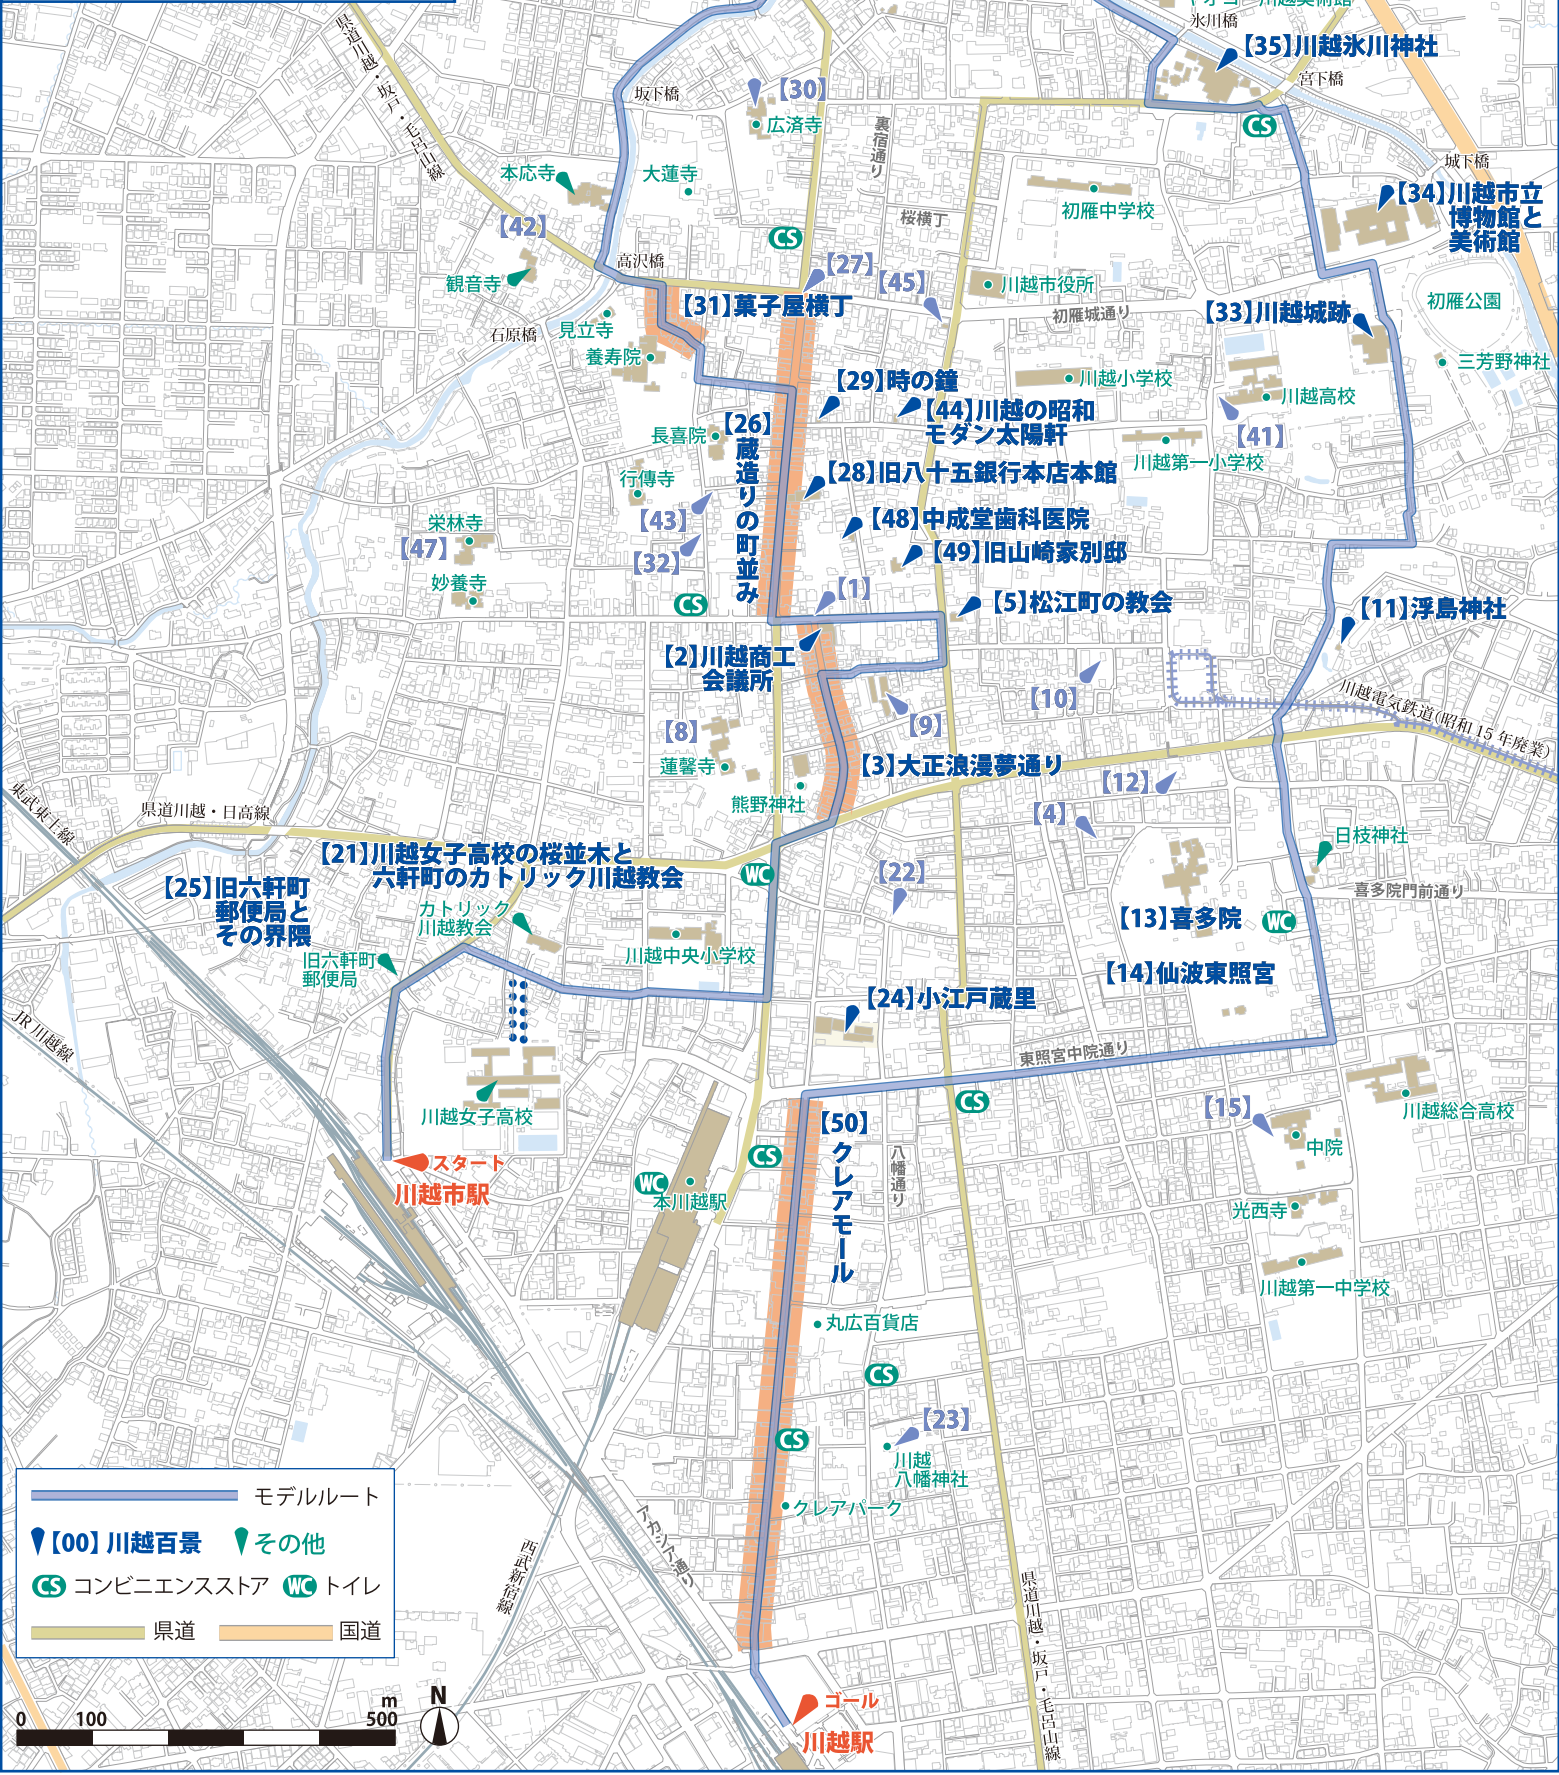 氷川橋
【35】川越氷川神社
宮下橋
県道川越・坂戸・毛呂山線
坂下橋
【30】
広済寺
裏宿通り
CS
城下橋
本応寺
大蓮寺
初雁中学校
【34】川越市立
博物館と
美術館
【42】
桜横丁
CS
高沢橋
【27】
【45】
観音寺
川越市役所
初雁公園
【31】菓子屋横丁
初雁城通り
【33】川越城跡
見立寺
石原橋
養寿院
三芳野神社
【29】時の鐘
川越小学校
川越高校
【44】川越の昭和
モダン太陽軒
【26】
蔵造りの町並み
長喜院
【41】
川越第一小学校
【28】旧八十五銀行本店本館
行傳寺
【43】
【48】中成堂歯科医院
栄林寺
【47】
【32】
【49】旧山崎家別邸
妙養寺
【1】
CS
【5】松江町の教会
【11】浮島神社
【2】川越商工
会議所
【10】
川越電気鉄道(昭和15年廃業)
【8】
【9】
蓮馨寺
【3】大正浪漫夢通り
【12】
東武東上線
県道川越・日高線
熊野神社
【4】
日枝神社
【21】川越女子高校の桜並木と
六軒町のカトリック川越教会
WC
【22】
【25】旧六軒町
郵便局と
その界隈
喜多院門前通り
カトリック
川越教会
【13】喜多院
WC
川越中央小学校
旧六軒町
郵便局
【14】仙波東照宮
【24】小江戸蔵里
JR川越線
東照宮中院通り
CS
川越女子高校
【50】
クレアモール
【15】
川越総合高校
中院
スタート
川越市駅
CS
八幡通り
WC
本川越駅
光西寺
川越第一中学校
丸広百貨店
CS
【23】
CS
川越
八幡神社
クレアパーク
アカシア通り
西武新宿線
県道川越・坂戸・毛呂山線
モデルルート
【00】川越百景
その他
CS コンビニエンスストア
WC トイレ
県道
国道
m
0 100 500
N
ゴール
川越駅